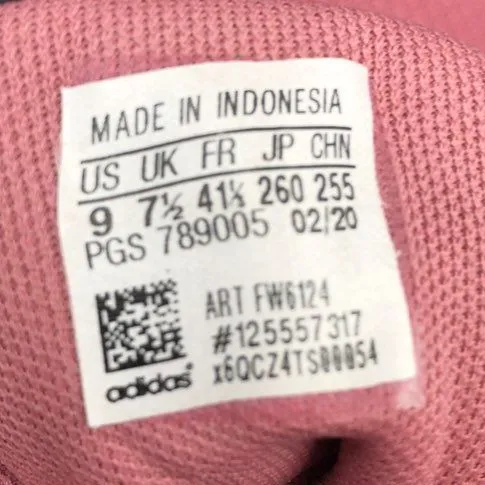 MADE IN INDONESIA
US UK FR JP CHN
9 7½ 41⅓ 260 255
PGS 789005 02/20
ART FW6124
#125557317
x6QCZ4TS00054
adidas